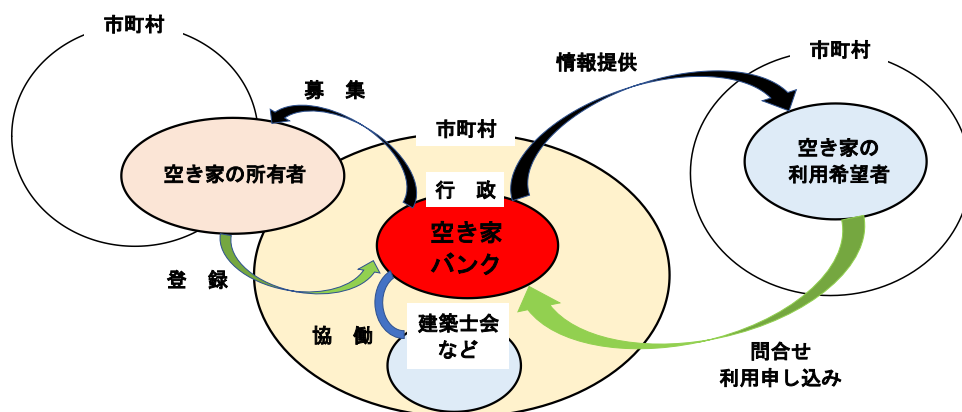 市町村
募　集
空き家の所有者
登　録
市町村
行　政
空き家
バンク
協　働
建築士会
など
情報提供
市町村
空き家の
利用希望者
問合せ
利用申し込み